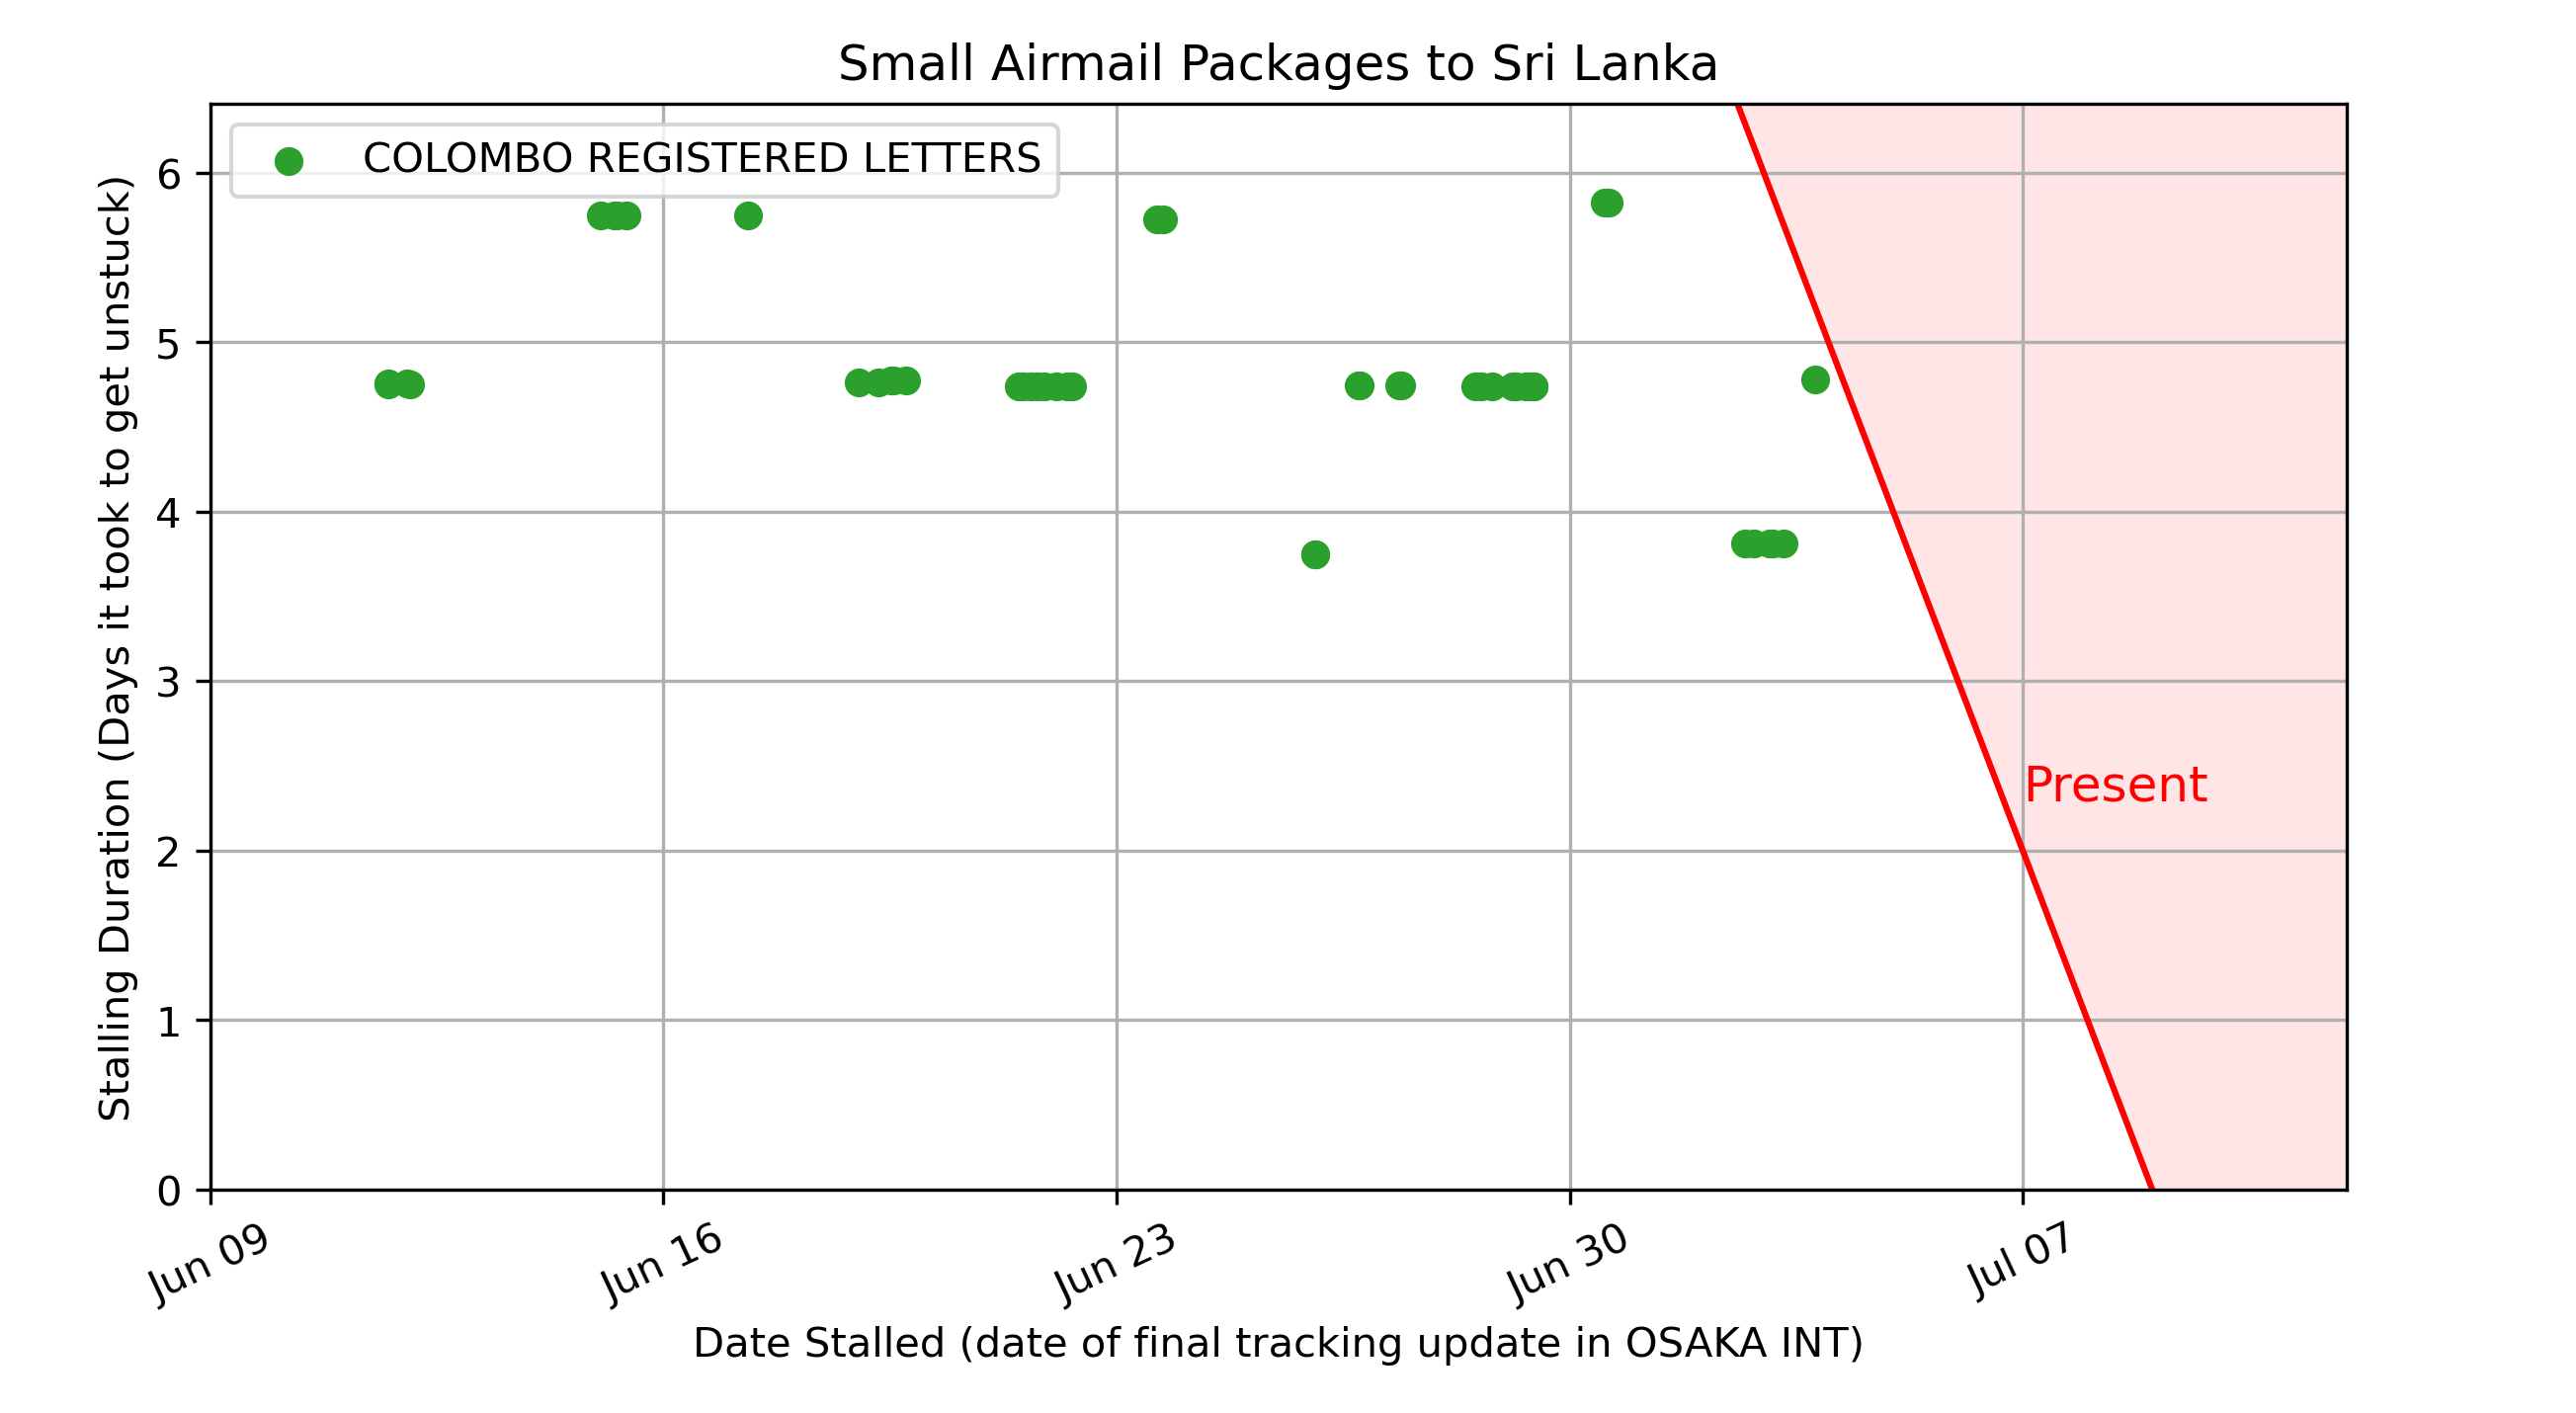 Small Airmail Packages to Sri Lanka
COLOMBO REGISTERED LETTERS
Stalling Duration (Days it took to get unstuck)
6
5
4
3
2
1
0
Present
Jun 09
Jun 16
Jun 23
Jun 30
Jul 07
Date Stalled (date of final tracking update in OSAKA INT)